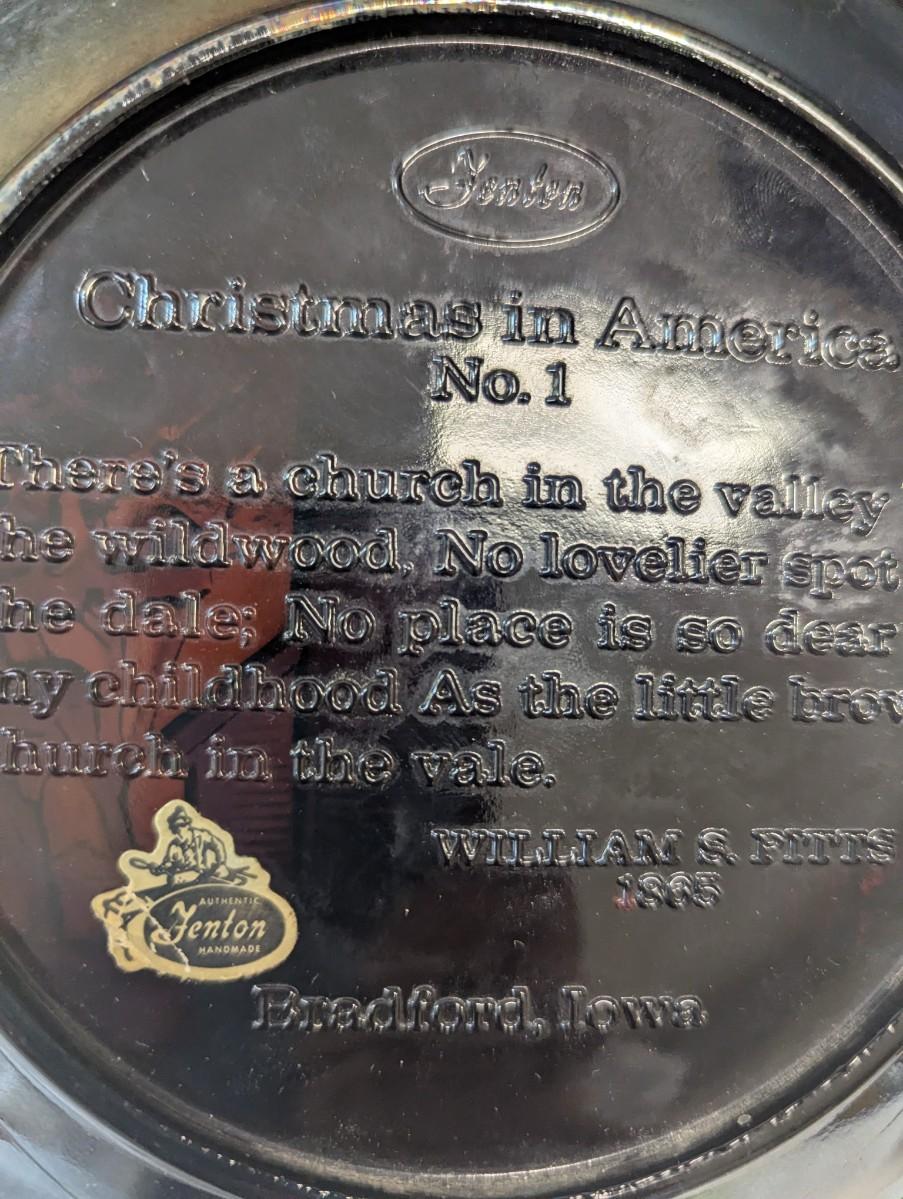 Fenton
Christmas in America
No. 1
There's a church in the valley
he wildwood, No lovelier spot
he dale; No place is so dear
ny childhood As the little brow
hurch in the vale.
WILLIAM S. PITTS
1865
AUTHENTIC
Fenton
HANDMADE
Bradford, Iowa